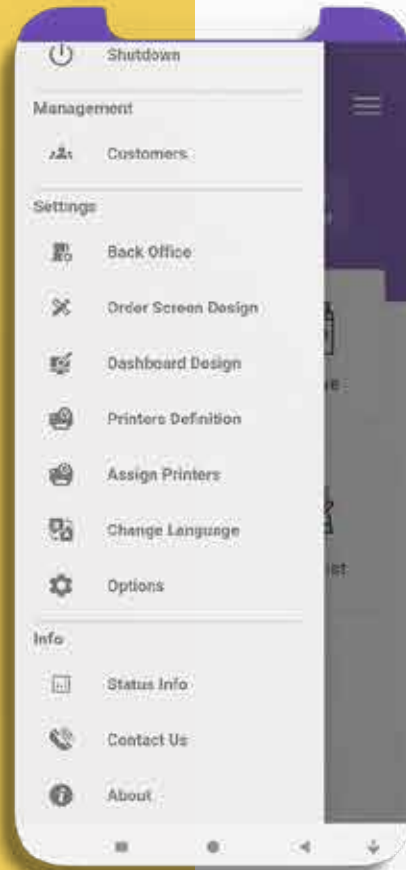 Shutdown
Management
Customers
Settings
Back Office
Order Screen Design
Dashboard Design
Printers Definition
Assign Printers
Change Language
Options
Info
Status Info
Contact Us
About